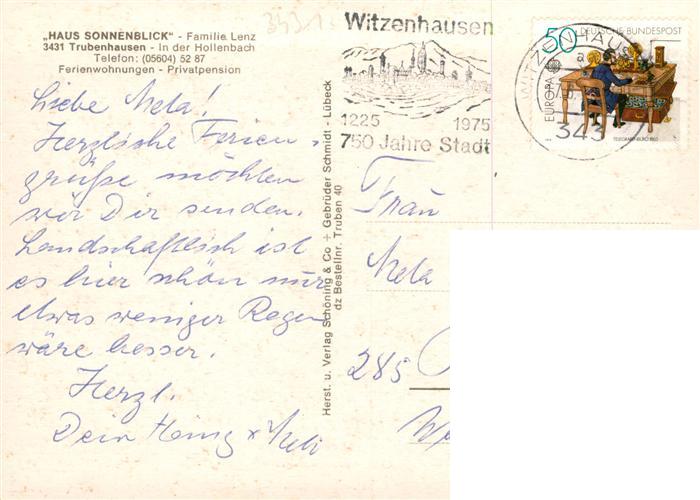 „HAUS SONNENBLICK" - Familie Lenz
3431 Trubenhausen - In der Hollenbach
Telefon: (05604) 52 87
Ferienwohnungen - Privatpension
Liebe Meta!
Herzliche Ferien-
grüße möchten
wir Dir senden.
Landschaftlich ist
es hier schön nur
etwas weniger Regen
wäre besser.
Herzl.
Dein Heinz
Herst. u. Verlag Schöning & Co + Gebrüder Schmidt - Lübeck
dz Bestellnr. Truben 40
Witzenhausen
1225 1975
750 Jahre Stadt
WITZENHAUSEN
343
50 DEUTSCHE BUNDESPOST
EUROPA
Frau
Meta
285